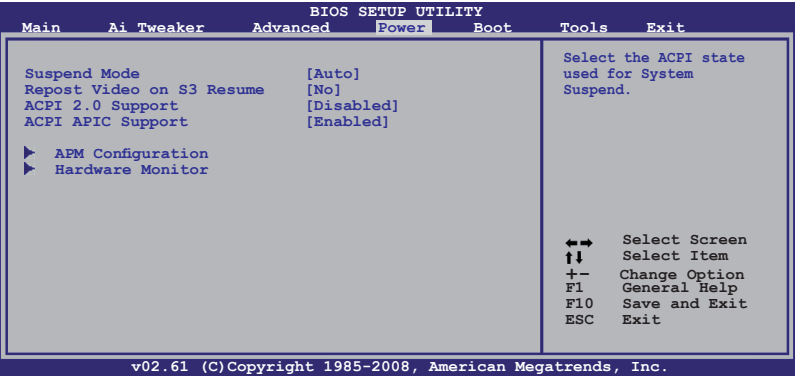 BIOS SETUP UTILITY
Main Ai Tweaker Advanced Power Boot Tools Exit
Suspend Mode [Auto]
Repost Video on S3 Resume [No]
ACPI 2.0 Support [Disabled]
ACPI APIC Support [Enabled]
APM Configuration
Hardware Monitor
Select the ACPI state
used for System
Suspend.
Select Screen
Select Item
+- Change Option
F1 General Help
F10 Save and Exit
ESC Exit
v02.61 (C)Copyright 1985-2008, American Megatrends, Inc.